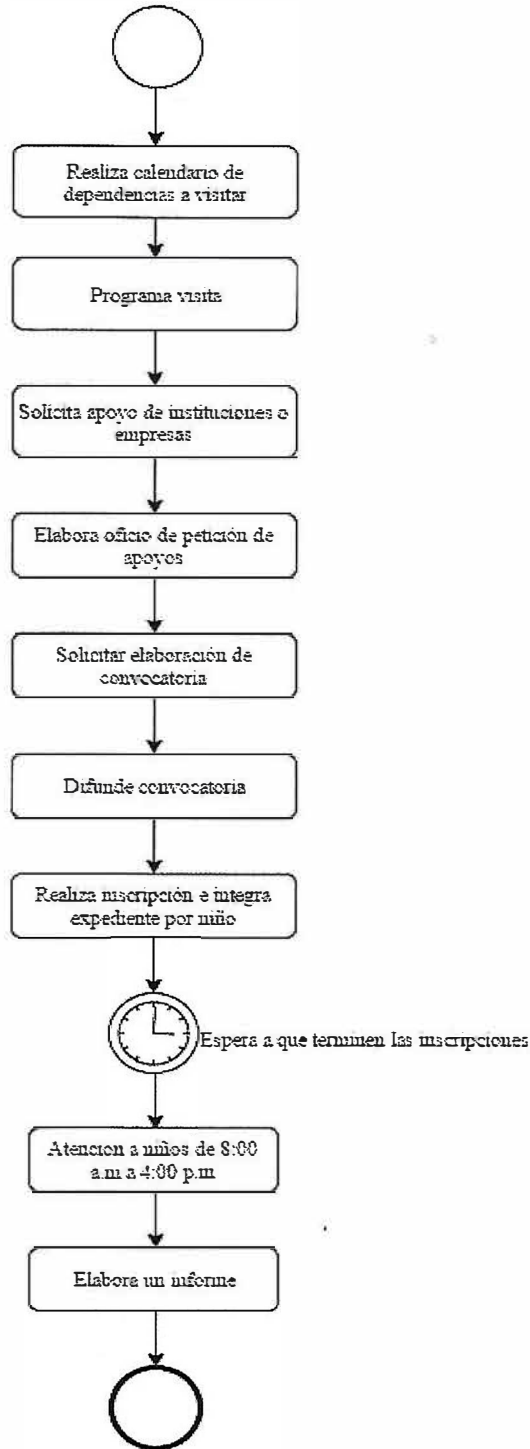 Realiza calendario de
dependencias a visitar
Programa visita
Solicita apoyo de instituciones o
empresas
Elabora oficio de petición de
apoyos
Solicitar elaboración de
convocatoria
Difunde convocatoria
Realiza inscripción e integra
expediente por niño
Espera a que terminen las inscripciones
Atencion a niños de 8:00
a.m a 4:00 p.m
Elabora un informe